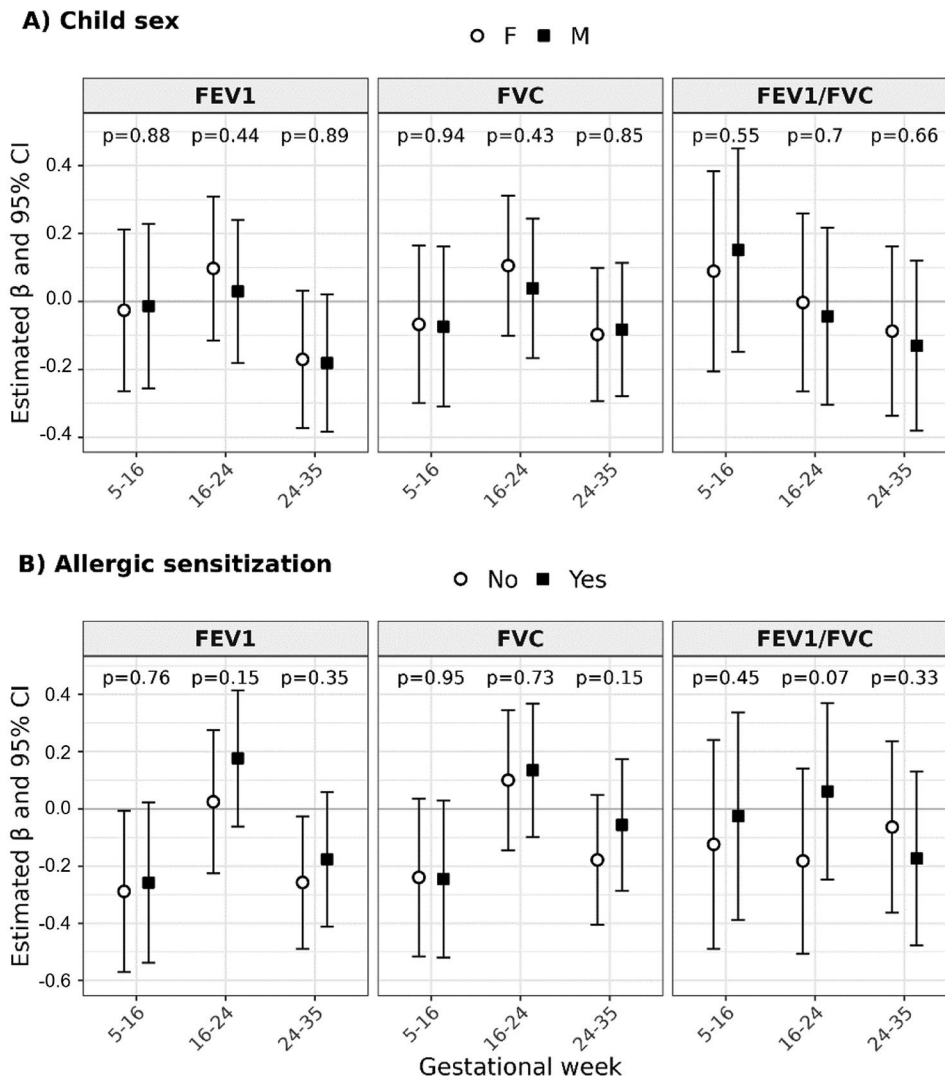 A) Child sex
F M
FEV1 FVC FEV1/FVC
p=0.88 p=0.44 p=0.89 p=0.94 p=0.43 p=0.85 p=0.55 p=0.7 p=0.66
Estimated β and 95% CI
0.4
0.2
0.0
-0.2
-0.4
5-16 16-24 24-35 5-16 16-24 24-35 5-16 16-24 24-35
B) Allergic sensitization
No Yes
FEV1 FVC FEV1/FVC
p=0.76 p=0.15 p=0.35 p=0.95 p=0.73 p=0.15 p=0.45 p=0.07 p=0.33
Estimated β and 95% CI
0.4
0.2
0.0
-0.2
-0.4
-0.6
5-16 16-24 24-35 5-16 16-24 24-35 5-16 16-24 24-35
Gestational week